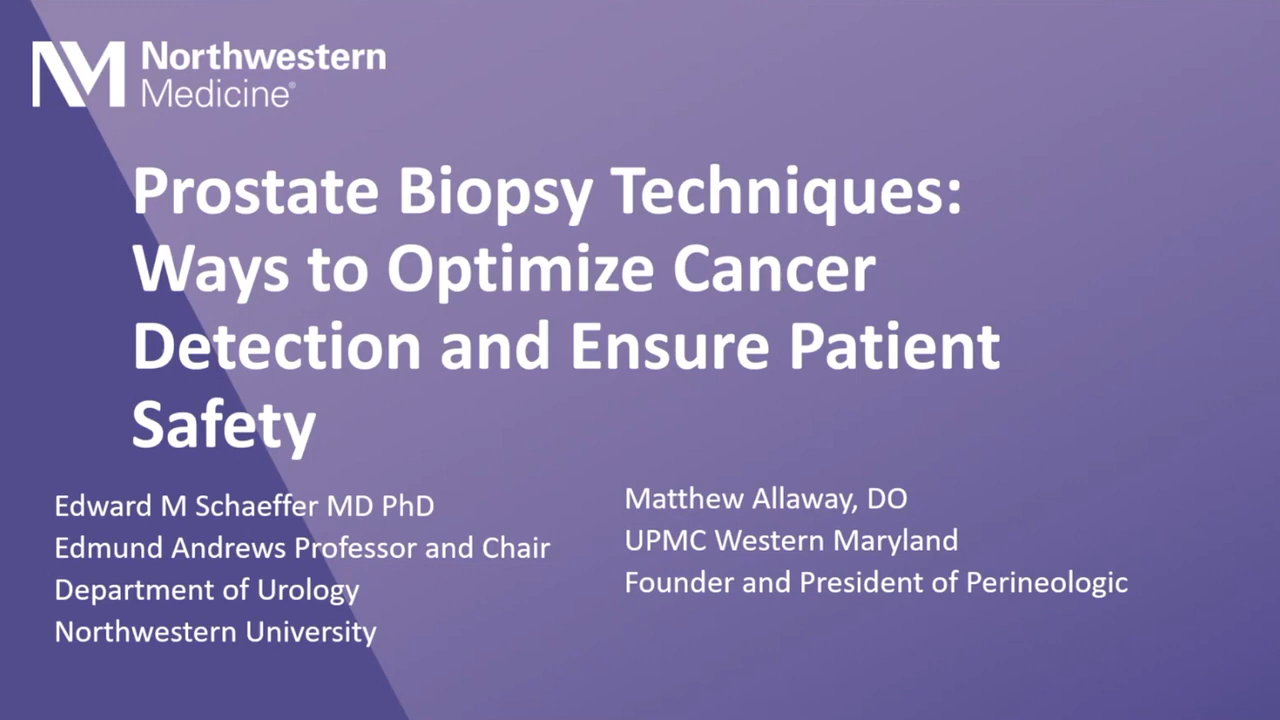 Northwestern
Medicine®
Prostate Biopsy Techniques:
Ways to Optimize Cancer
Detection and Ensure Patient
Safety
Edward M Schaeffer MD PhD
Edmund Andrews Professor and Chair
Department of Urology
Northwestern University
Matthew Allaway, DO
UPMC Western Maryland
Founder and President of Perineologic